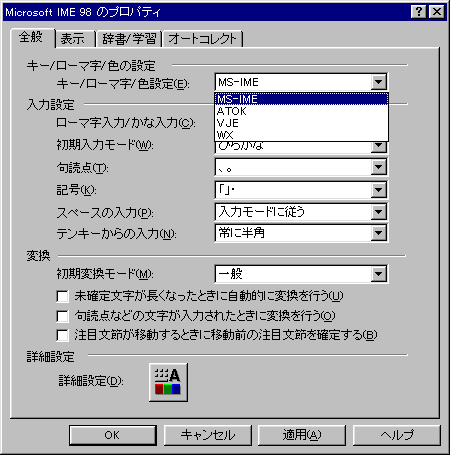 Microsoft IME 98 のプロパティ
全般 表示 辞書/学習 オートコレクト
キー/ローマ字/色の設定
キー/ローマ字/色設定(E): MS-IME
MS-IME
ATOK
VJE
WX
入力設定
ローマ字入力/かな入力(C):
初期入力モード(W): ひらがな
句読点(T): 、。
記号(K): 「」・
スペースの入力(P): 入力モードに従う
テンキーからの入力(N): 常に半角
変換
初期変換モード(M): 一般
未確定文字が長くなったときに自動的に変換を行う(U)
句読点などの文字が入力されたときに変換を行う(O)
注目文節が移動するときに移動前の注目文節を確定する(B)
詳細設定
詳細設定(D): A
OK キャンセル 適用(A) ヘルプ